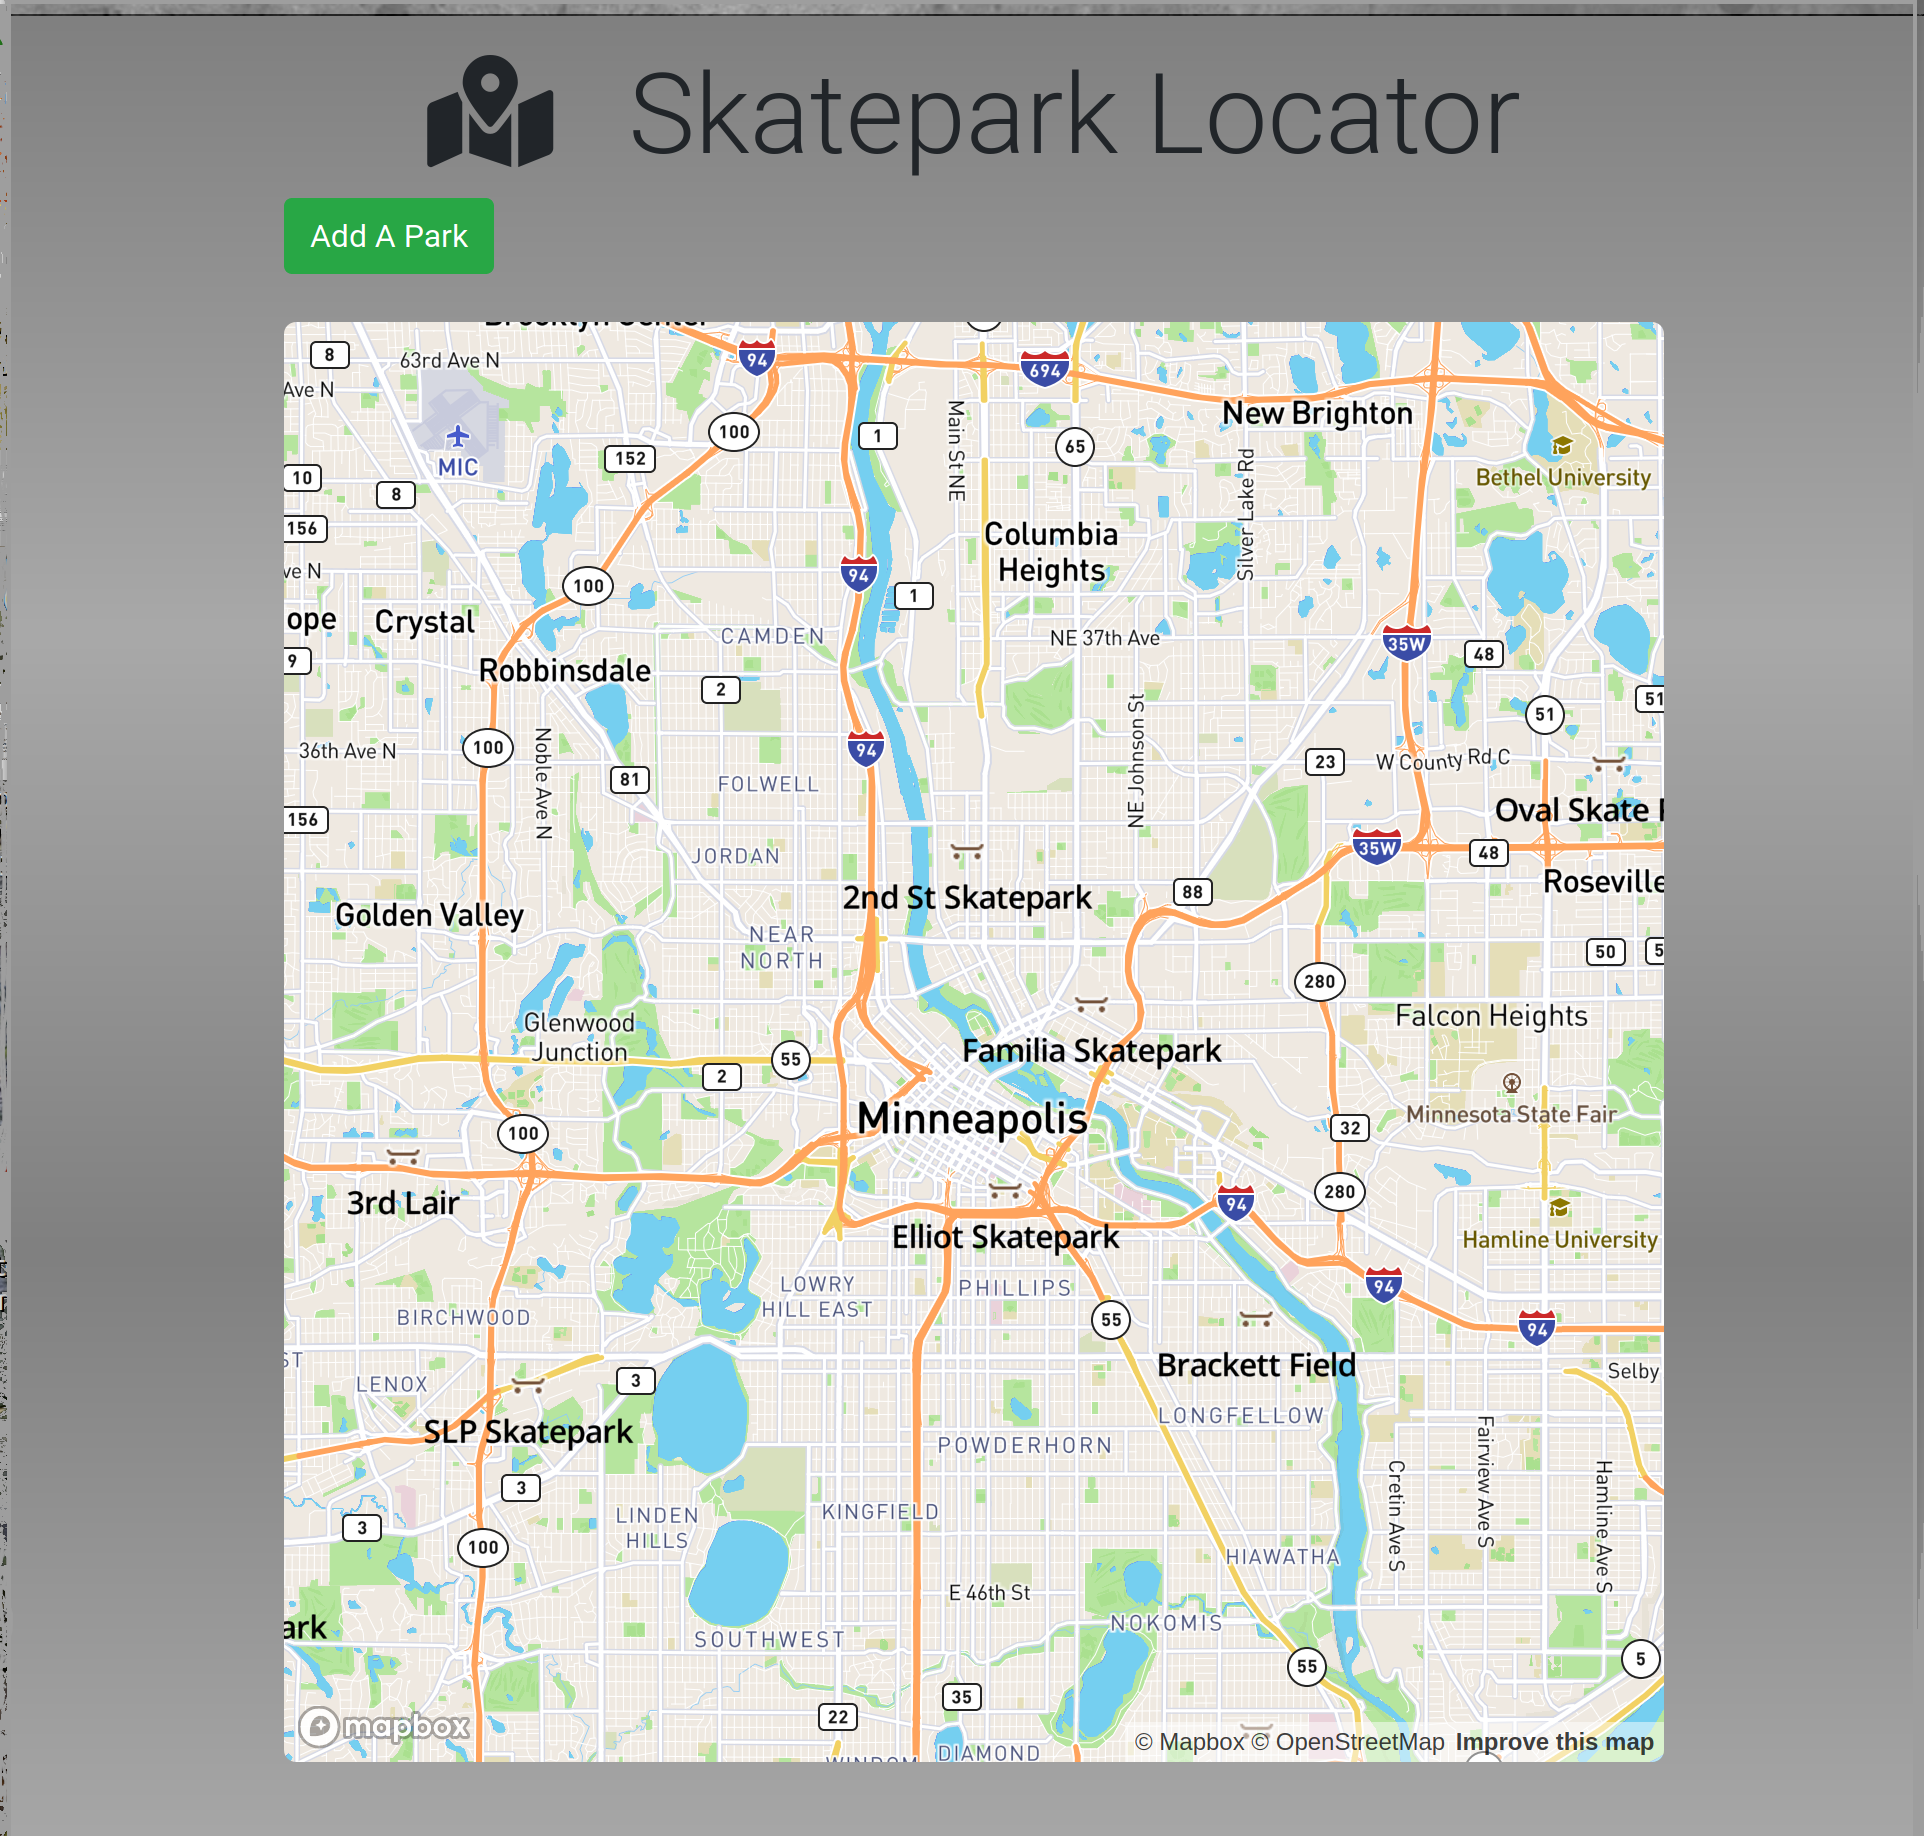 Skatepark Locator
Add A Park
Brooklyn Center
8
63rd Ave N
94
694
Ave N
New Brighton
100
1
Main St NE
65
152
MIC
10
8
Silver Lake Rd
Bethel University
156
Columbia
Heights
ve N
100
94
1
ope
Crystal
CAMDEN
NE 37th Ave
35W
48
9
Robbinsdale
2
51
51
36th Ave N
100
Noble Ave N
94
NE Johnson St
23
W County Rd C
81
FOLWELL
156
Oval Skate P
JORDAN
35W
48
2nd St Skatepark
88
Roseville
Golden Valley
NEAR
NORTH
50
5
280
Glenwood
Junction
Falcon Heights
55
Familia Skatepark
2
Minneapolis
Minnesota State Fair
100
32
3rd Lair
280
94
Elliot Skatepark
Hamline University
LOWRY
HILL EAST
PHILLIPS
94
BIRCHWOOD
55
94
ST
Brackett Field
Selby
LENOX
3
SLP Skatepark
LONGFELLOW
POWDERHORN
Fairview Ave S
Cretin Ave S
Hamline Ave S
3
LINDEN
HILLS
KINGFIELD
3
100
HIAWATHA
E 46th St
ark
NOKOMIS
SOUTHWEST
55
5
35
22
mapbox
WINDOM
DIAMOND
© Mapbox © OpenStreetMap Improve this map